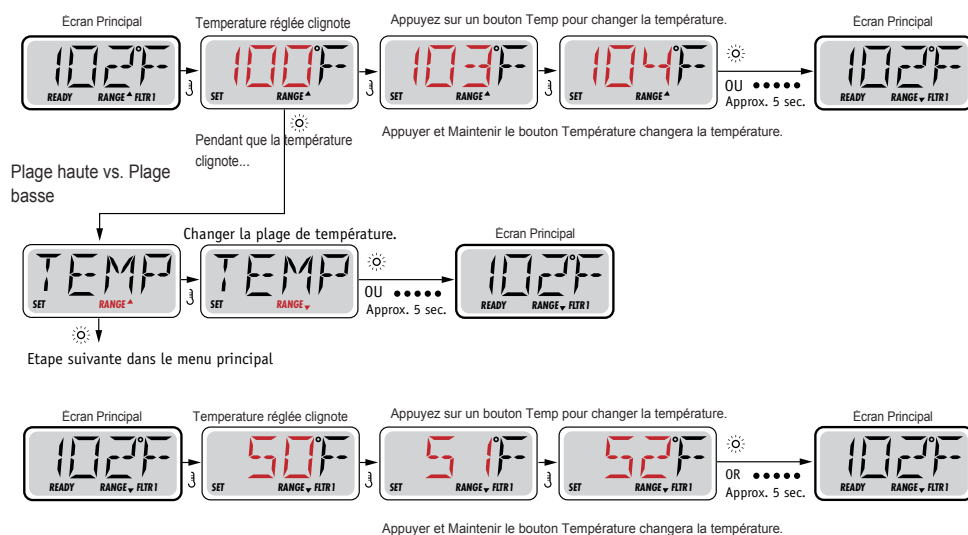 Écran Principal
Temperature réglée clignote
Appuyez sur un bouton Temp pour changer la température.
Écran Principal
102°F
READY RANGE FLTR1
100°F
SET RANGE
103°F
SET RANGE
104°F
SET RANGE
OU
Approx. 5 sec.
102°F
READY RANGE FLTR1
Appuyer et Maintenir le bouton Température changera la température.
Pendant que la température
clignote...
Plage haute vs. Plage
basse
Changer la plage de température.
Écran Principal
TEMP
SET RANGE
TEMP
SET RANGE
OU
Approx. 5 sec.
102°F
READY RANGE FLTR1
Etape suivante dans le menu principal
Écran Principal
Temperature réglée clignote
Appuyez sur un bouton Temp pour changer la température.
Écran Principal
102°F
READY RANGE FLTR1
50°F
SET RANGE FLTR1
51°F
SET RANGE FLTR1
52°F
SET RANGE FLTR1
OR
Approx. 5 sec.
102°F
READY RANGE FLTR1
Appuyer et Maintenir le bouton Température changera la température.